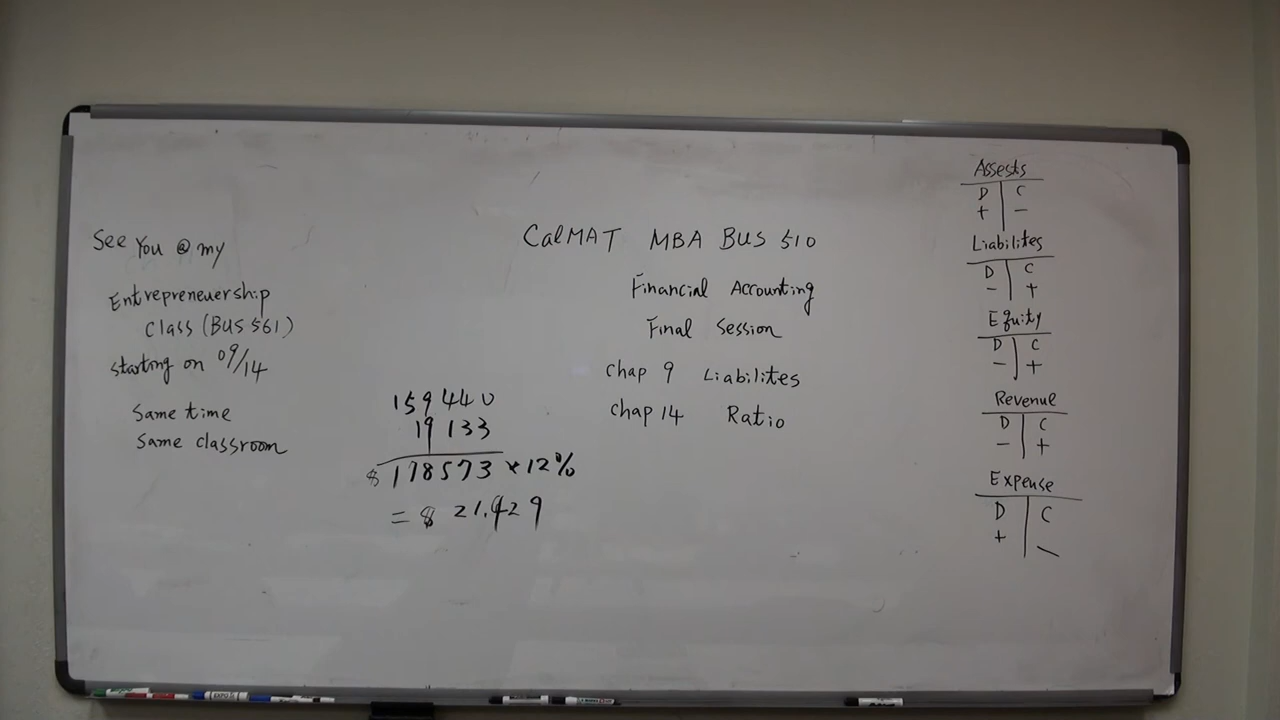 See You @ my
Entrepreneuership
class (BUS 561)
starting on 09/14
Same time
Same classroom
159440
19133
$ 178573 * 12%
= $ 21,429
CalMAT MBA BUS 510
Financial Accounting
Final Session
Chap 9 Liabilites
Chap 14 Ratio
Assests
D C
+ −
Liabilites
D C
− +
Equity
D C
− +
Revenue
D C
− +
Expense
D C
+ −
EXPO